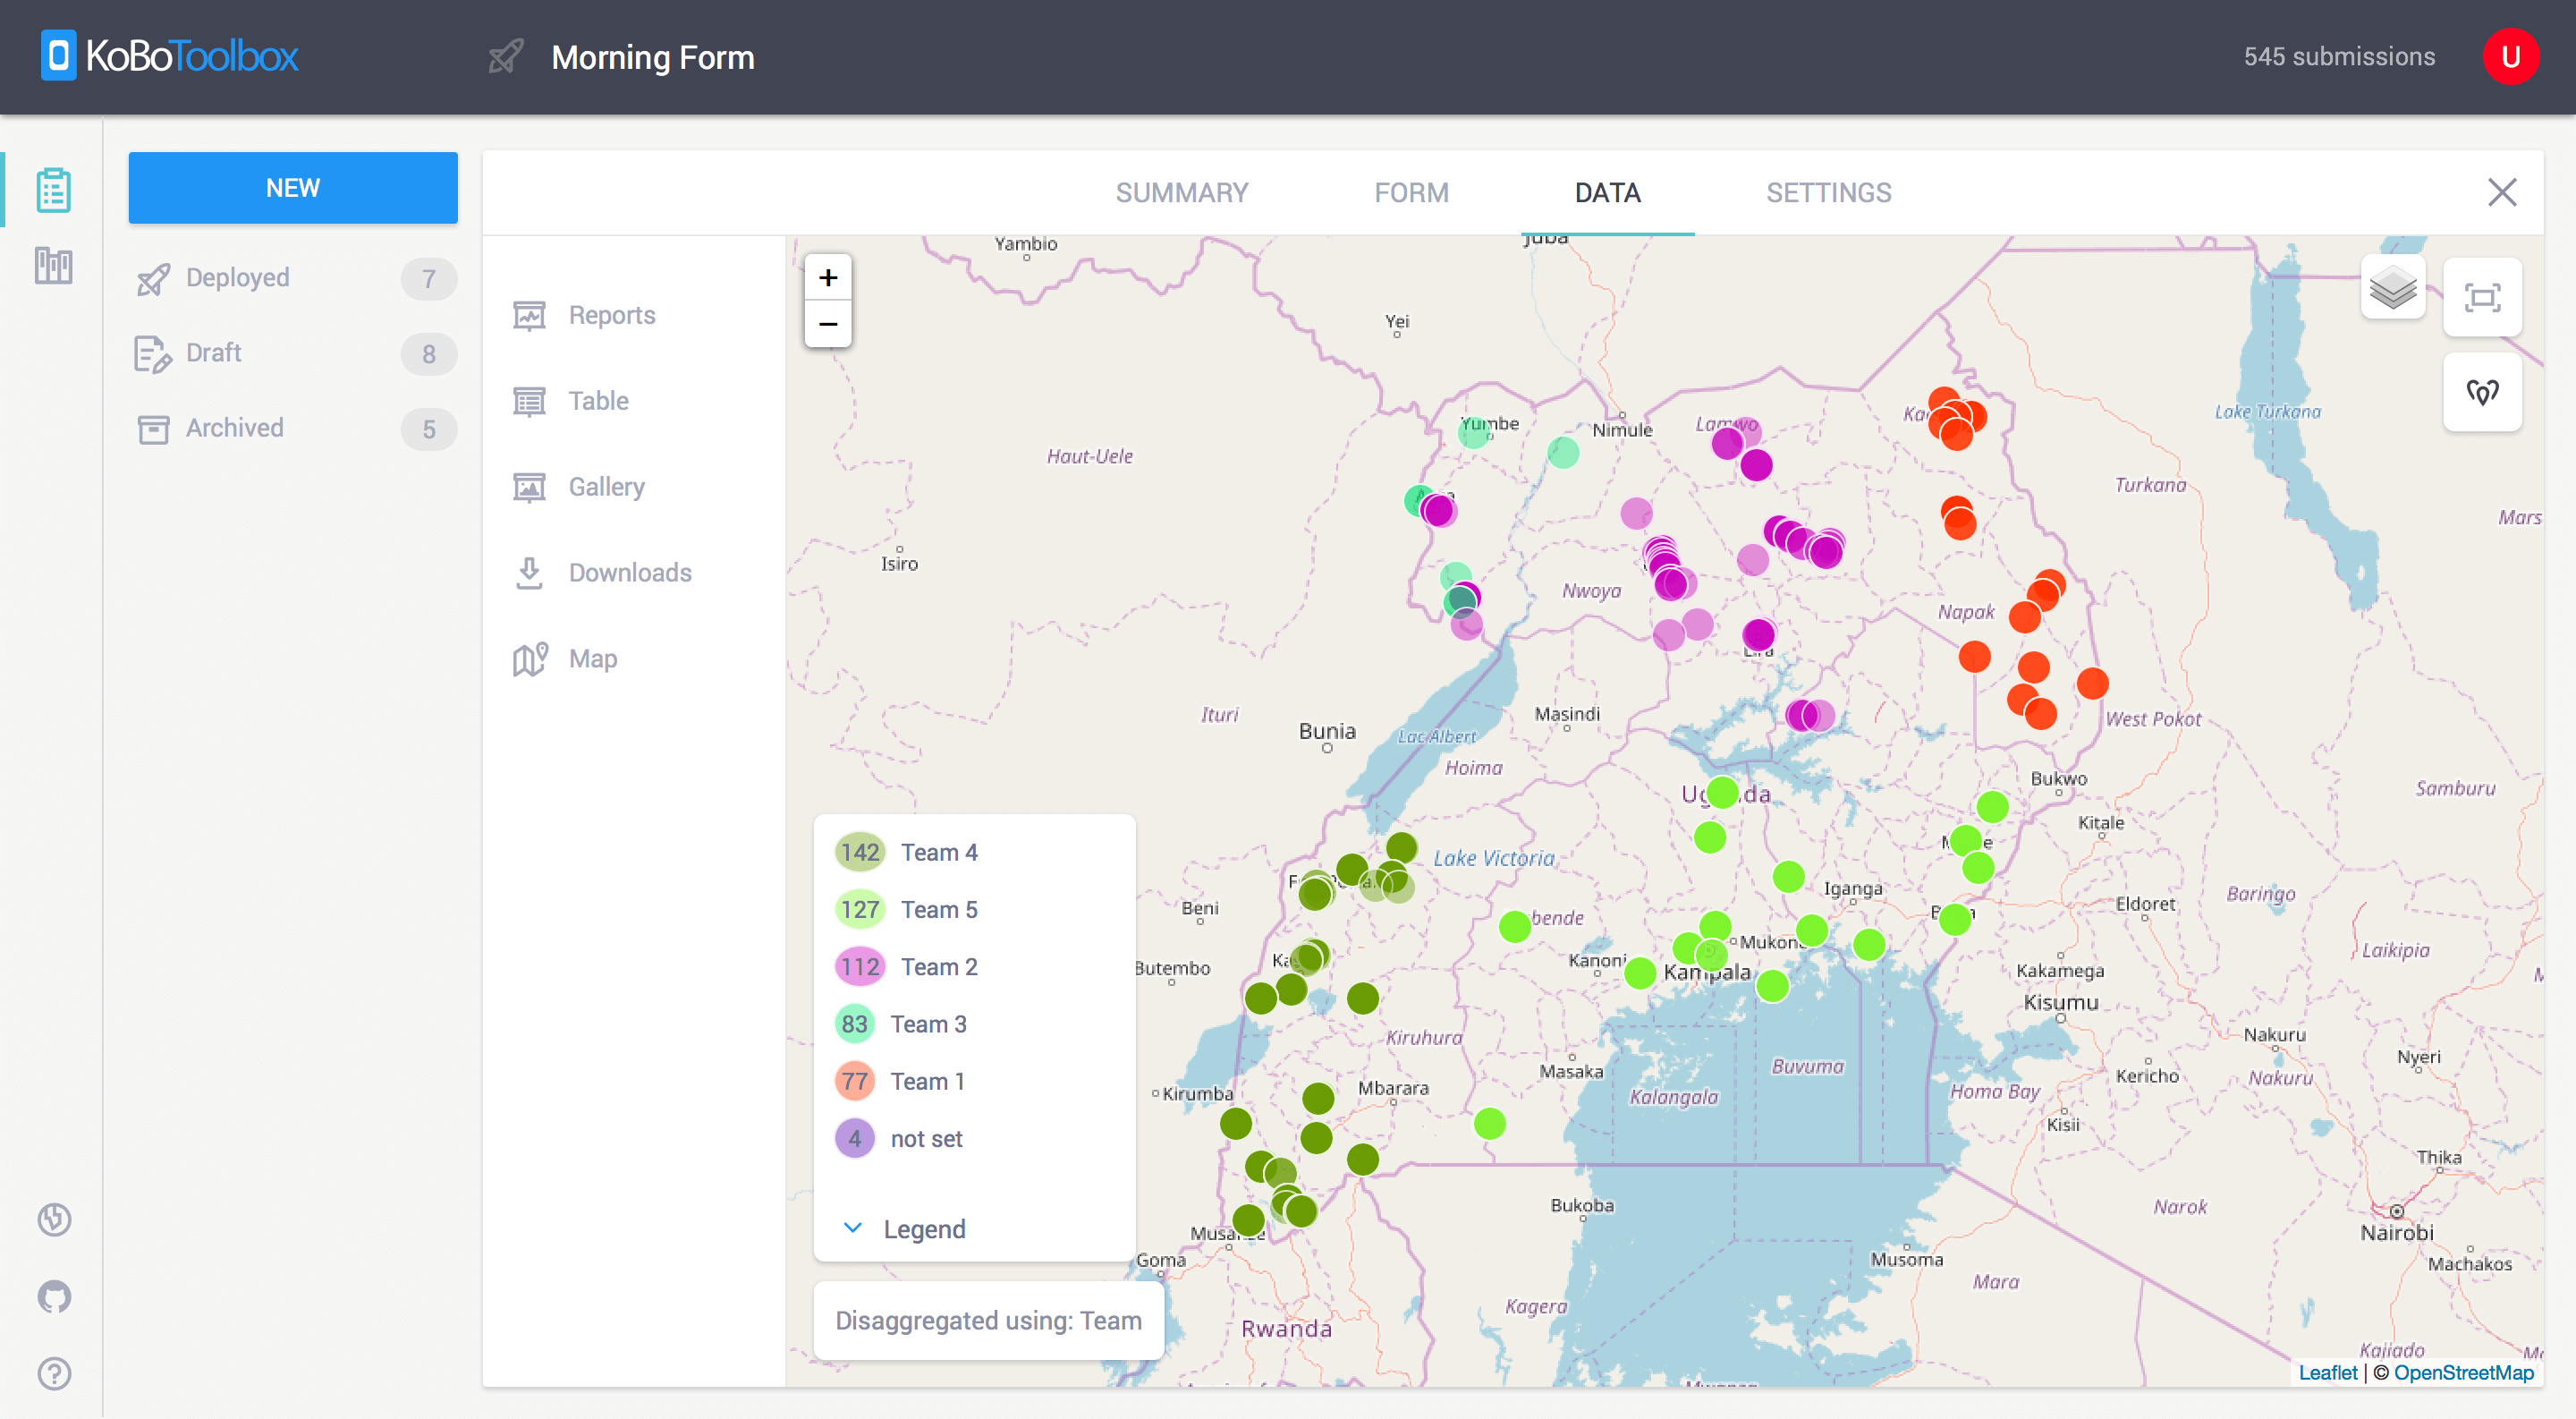 KoBoToolbox
Morning Form
545 submissions
U
NEW
Deployed 7
Draft 8
Archived 5
SUMMARY
FORM
DATA
SETTINGS
Reports
Table
Gallery
Downloads
Map
+
−
Yambio
Juba
Yei
Lake Turkana
Yumbe
Nimule
Lamwo
Haut-Uele
Turkana
Isiro
Nwoya
Napak
Lira
Ituri
Bunia
Masindi
West Pokot
Lac Albert
Hoima
Bukwo
Samburu
Kitale
Lake Victoria
Iganga
Baringo
Beni
Eldoret
Mukono
Laikipia
Butembo
Kanoni
Kampala
Kakamega
Kisumu
Kiruhura
Nakuru
Nyeri
Masaka
Buvuma
Kericho
Nakuru
Kirumba
Mbarara
Kalangala
Homa Bay
Kisii
Thika
Bukoba
Narok
Nairobi
Goma
Musoma
Machakos
Mara
Kagera
Rwanda
Kajiado
142 Team 4
127 Team 5
112 Team 2
83 Team 3
77 Team 1
4 not set
Legend
Disaggregated using: Team
Leaflet | © OpenStreetMap